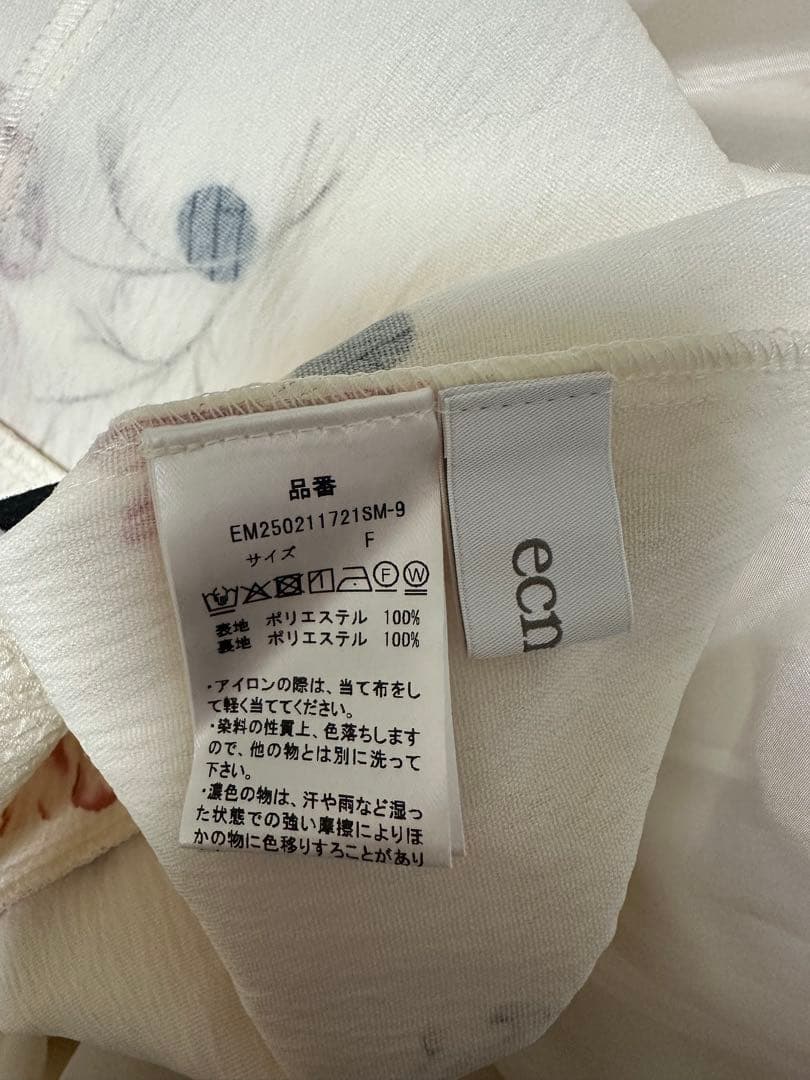 品番
EM250211721SM-9
サイズ F
F W
表地 ポリエステル 100%
裏地 ポリエステル 100%
・アイロンの際は、当て布をし
て軽く当ててください。
・染料の性質上、色落ちします
ので、他の物とは別に洗って
下さい。
・濃色の物は、汗や雨など湿っ
た状態での強い摩擦によりほ
かの物に色移りすることがあり
ecn